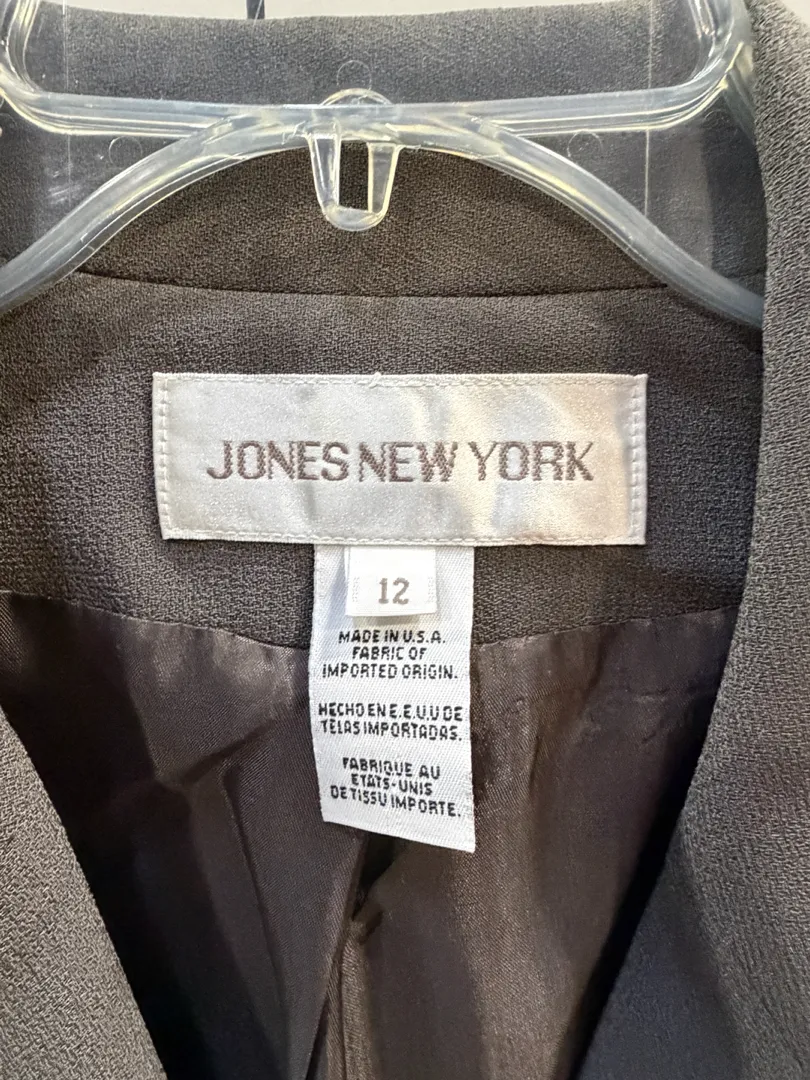 JONES NEW YORK
12
MADE IN U.S.A.
FABRIC OF
IMPORTED ORIGIN.
HECHO EN E.E.U.U DE
TELAS IMPORTADAS.
FABRIQUE AU
ETATS-UNIS
DE TISSU IMPORTE.